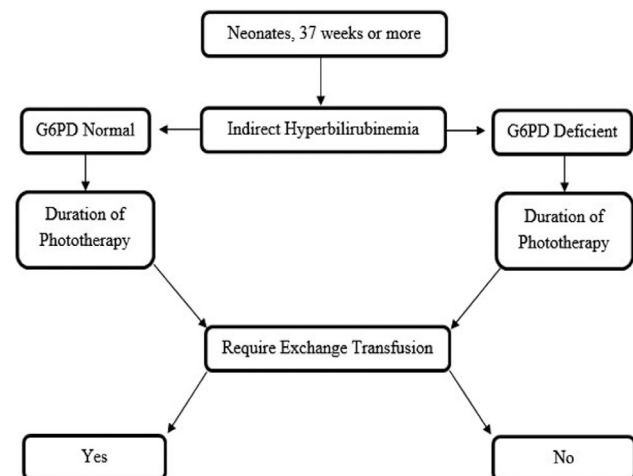 Neonates, 37 weeks or more
G6PD Normal
Indirect Hyperbilirubinemia
G6PD Deficient
Duration of
Phototherapy
Duration of
Phototherapy
Require Exchange Transfusion
Yes
No